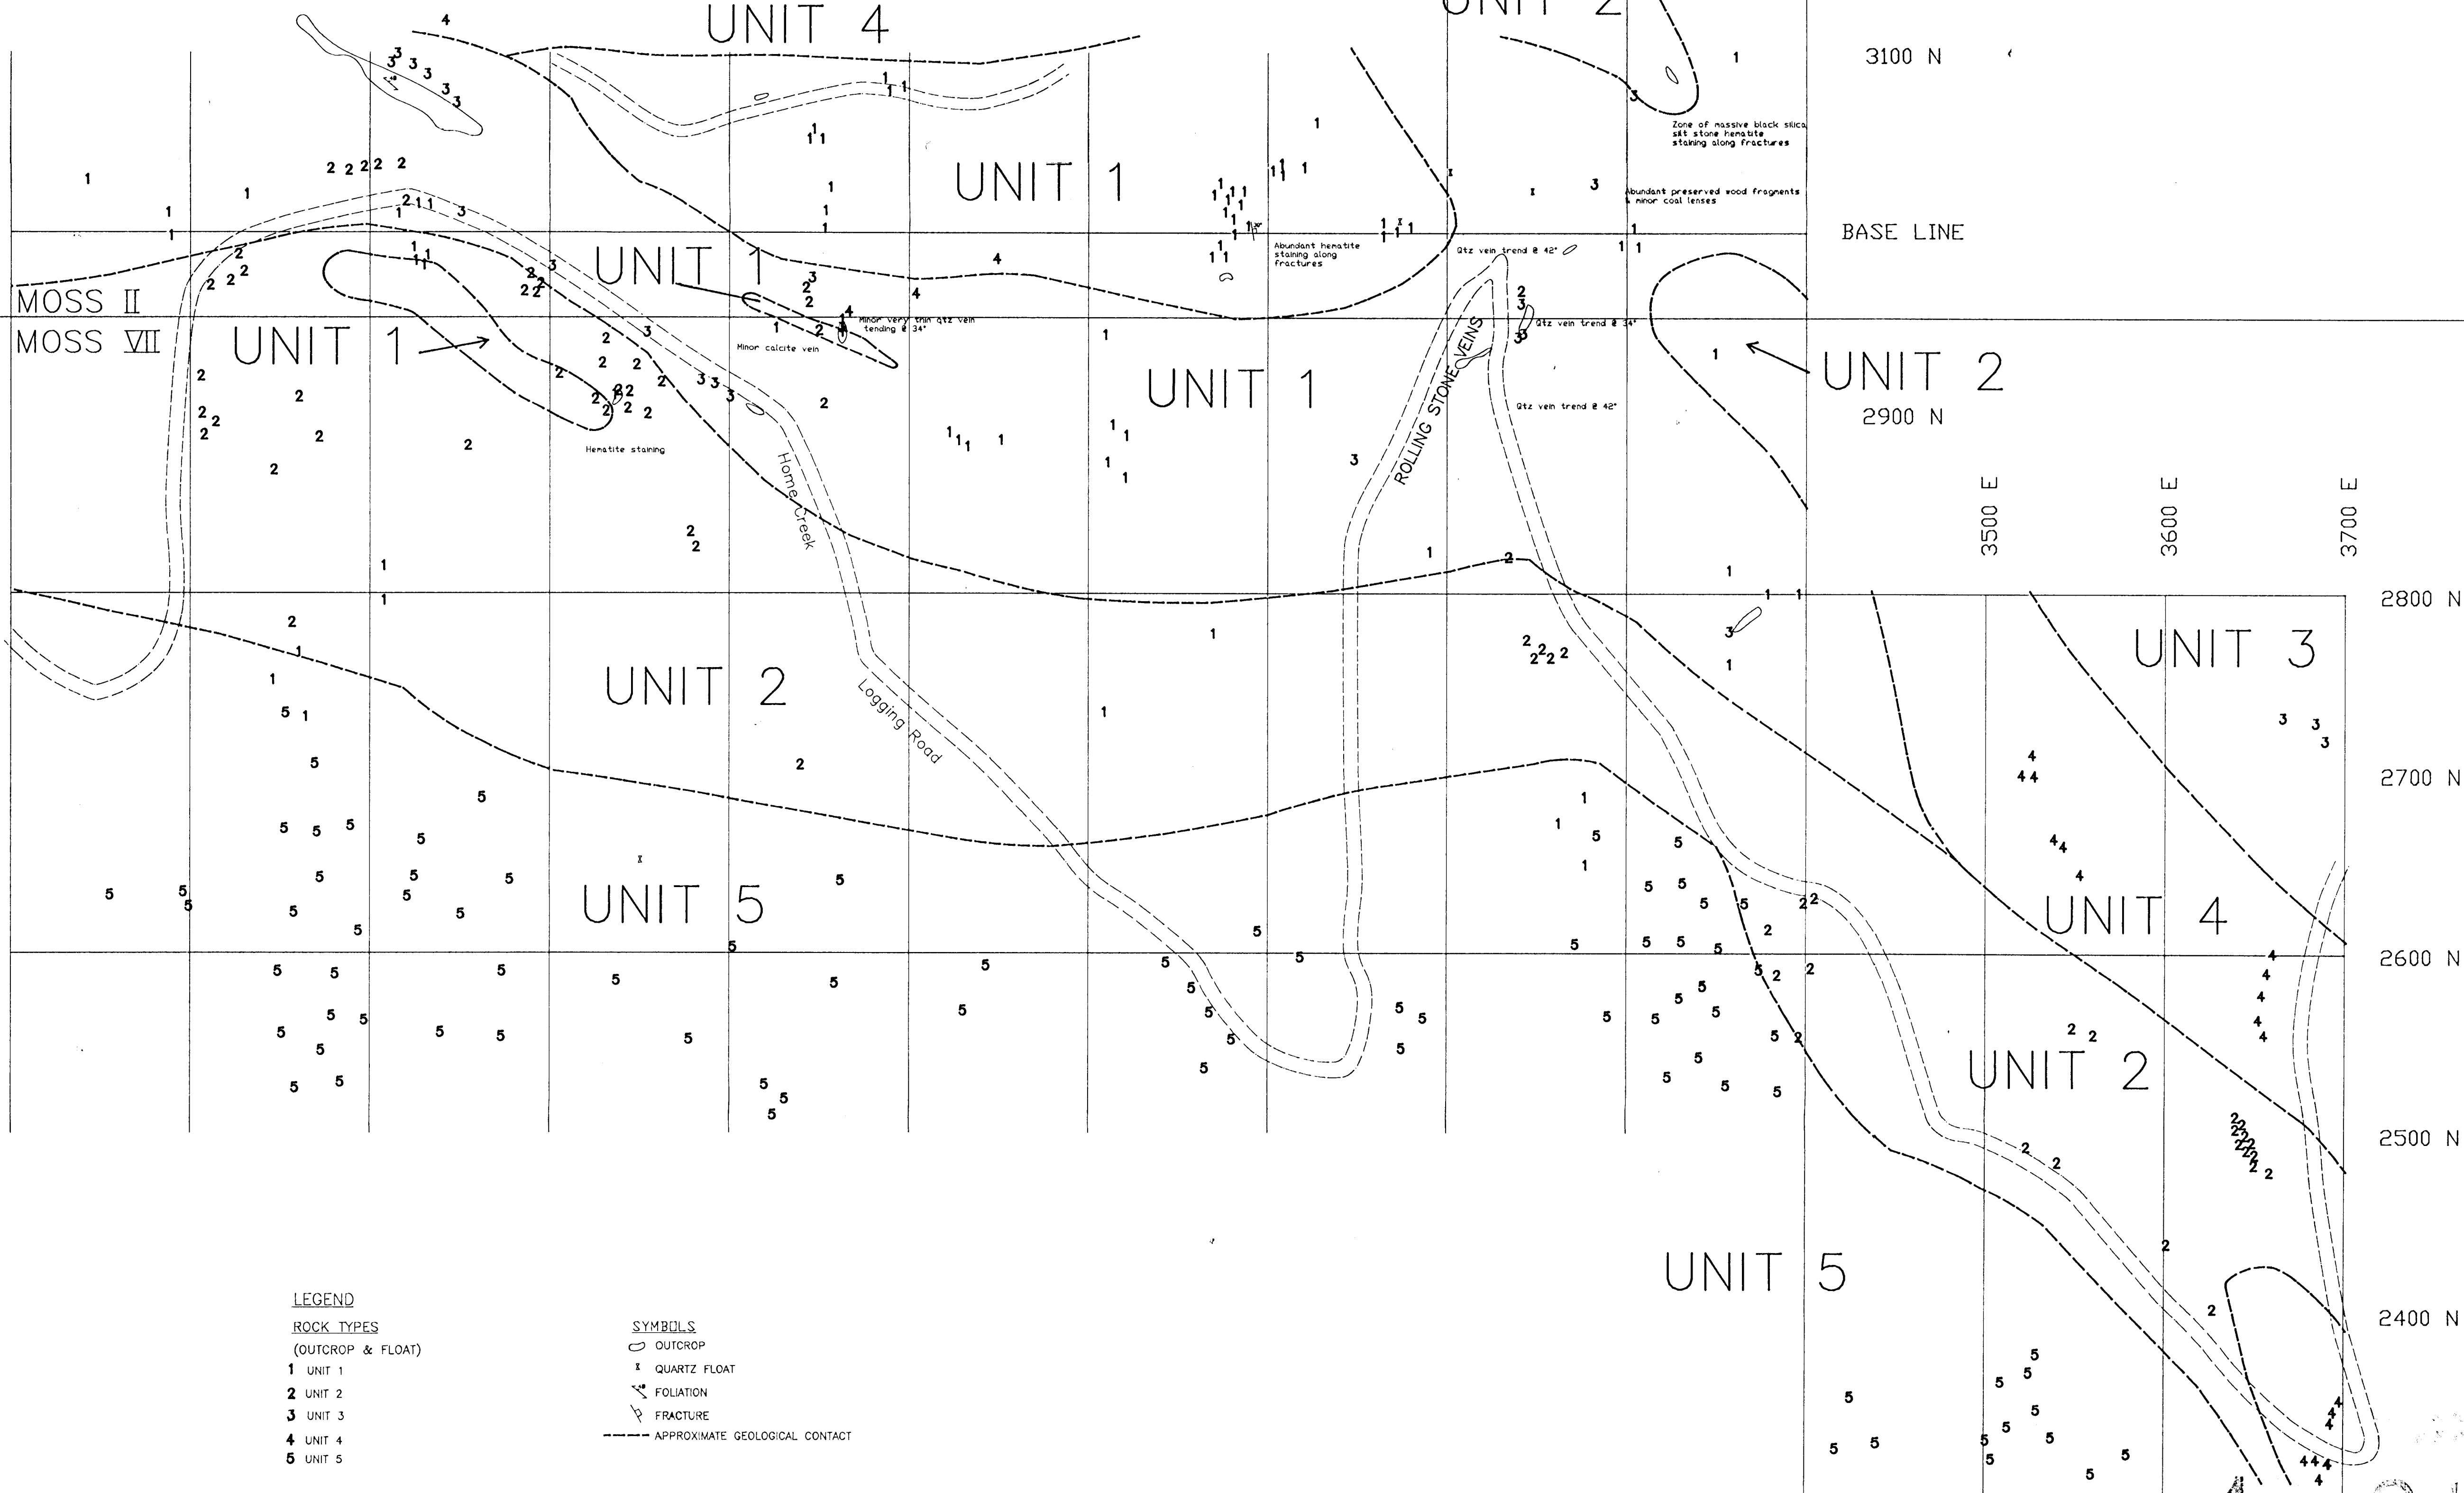 UNIT 4
UNIT 2
3100 N
Zone of massive black silica
silt stone hematite
staining along fractures
UNIT 1
Abundant preserved wood fragments
& minor coal lenses
BASE LINE
UNIT 1
Abundant hematite
staining along
fractures
Qtz vein trend @ 42°
MOSS II
MOSS VII
UNIT 1
Minor very thin qtz vein
tending @ 34°
Minor calcite vein
Qtz vein trend @ 34°
ROLLING STONE VEINS
UNIT 1
UNIT 2
2900 N
Qtz vein trend @ 42°
Hematite staining
Home Creek
3500 E
3600 E
3700 E
2800 N
UNIT 3
UNIT 2
Logging Road
2700 N
UNIT 5
UNIT 4
2600 N
UNIT 2
2500 N
UNIT 5
2400 N
LEGEND
ROCK TYPES
(OUTCROP & FLOAT)
1 UNIT 1
2 UNIT 2
3 UNIT 3
4 UNIT 4
5 UNIT 5
SYMBOLS
OUTCROP
QUARTZ FLOAT
FOLIATION
FRACTURE
APPROXIMATE GEOLOGICAL CONTACT